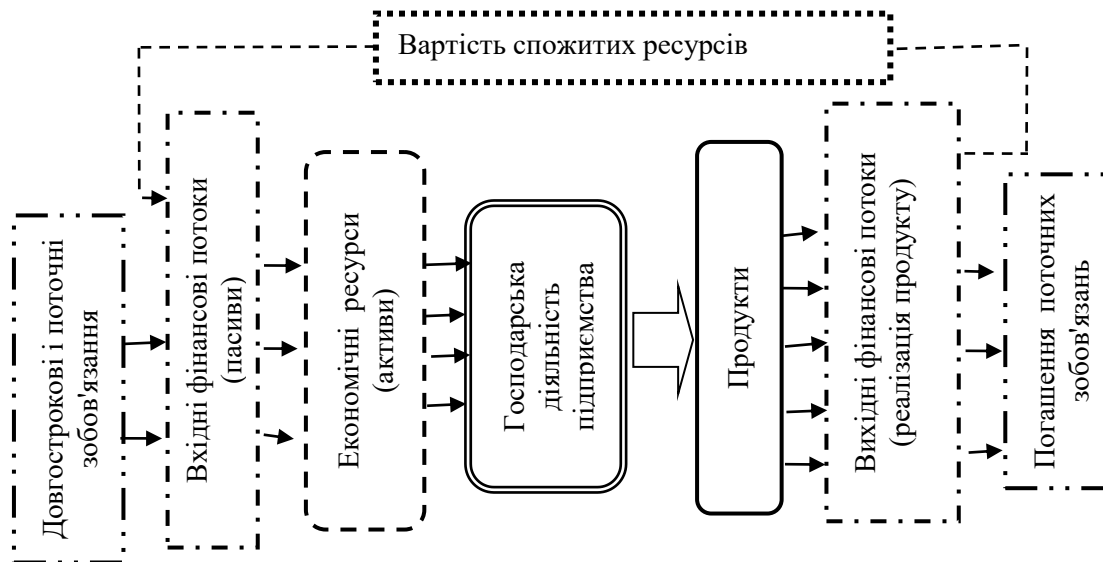 Вартість спожитих ресурсів
Довгострокові і поточні
зобов'язання
Вхідні фінансові потоки
(пасиви)
Економічні ресурси
(активи)
Господарська
діяльність
підприємства
Продукти
Вихідні фінансові потоки
(реалізація продукту)
Погашення поточних
зобов'язань